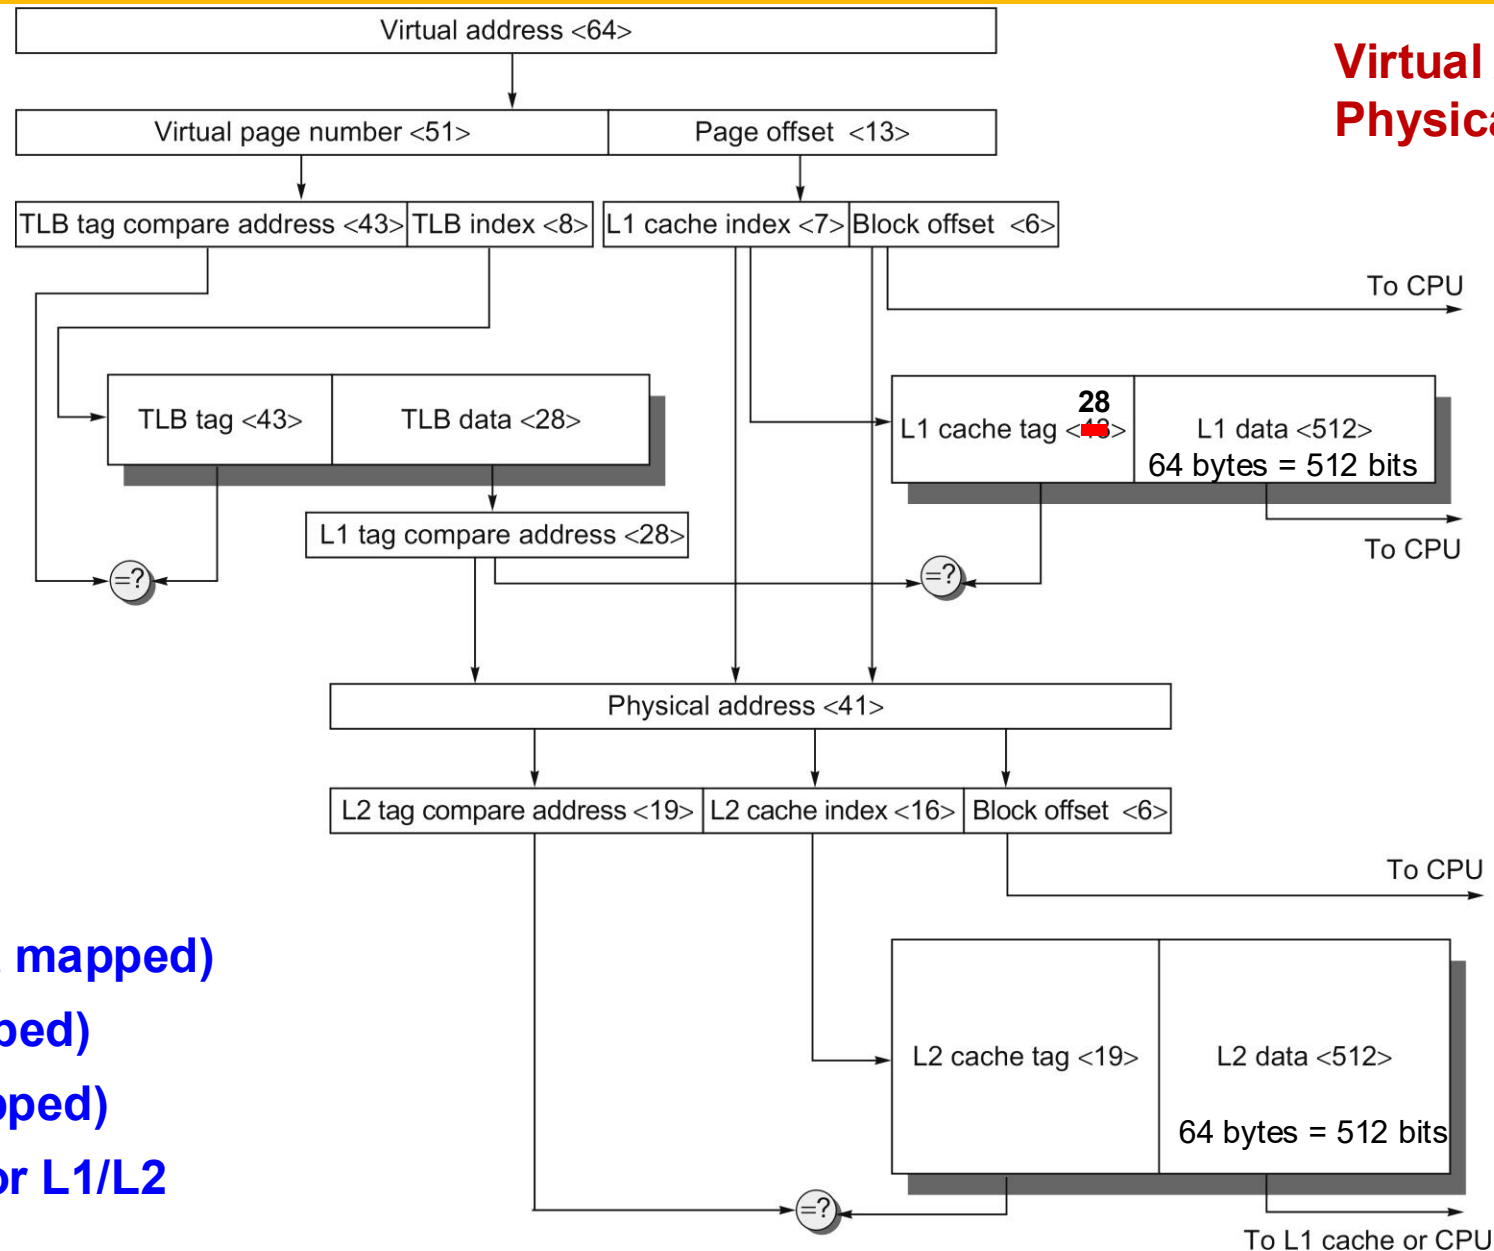 Virtual address <64>
Virtual
Physica
Virtual page number <51>
Page offset <13>
TLB tag compare address <43>
TLB index <8>
L1 cache index <7>
Block offset <6>
To CPU
TLB tag <43>
TLB data <28>
28
L1 cache tag <43>
L1 data <512>
64 bytes = 512 bits
L1 tag compare address <28>
To CPU
=?
=?
Physical address <41>
L2 tag compare address <19>
L2 cache index <16>
Block offset <6>
To CPU
mapped)
ped)
pped)
or L1/L2
L2 cache tag <19>
L2 data <512>
64 bytes = 512 bits
=?
To L1 cache or CPU